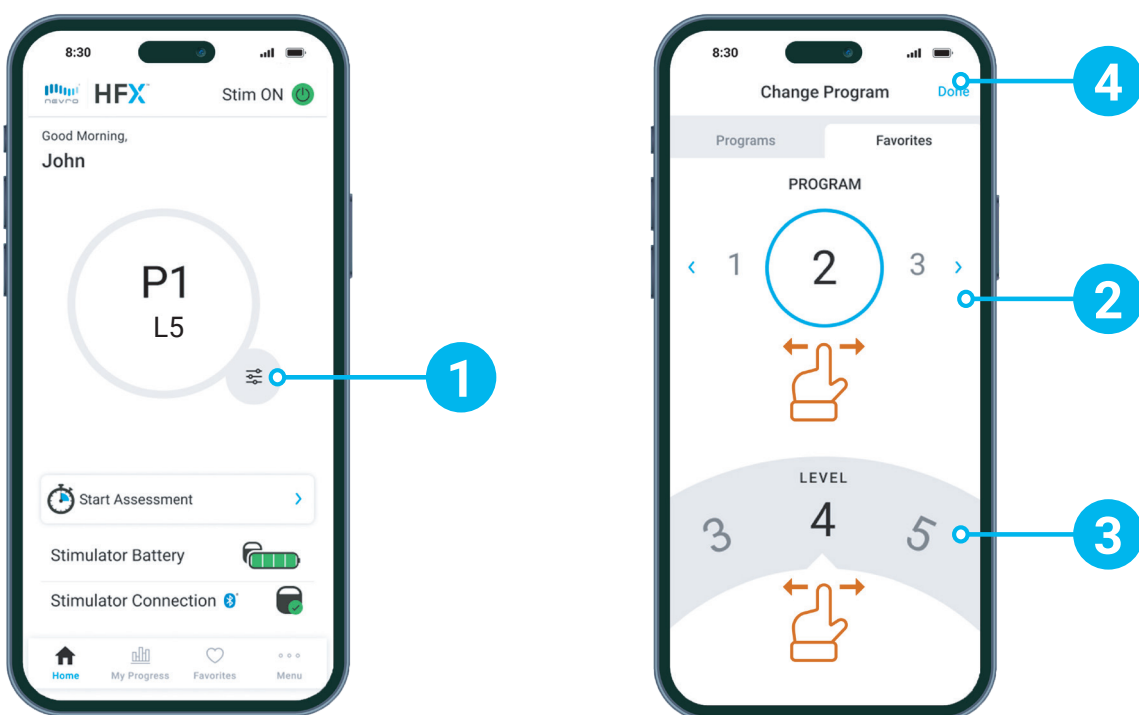 8:30
nevro HFX™ Stim ON
Good Morning,
John
P1
L5
1
Start Assessment
Stimulator Battery
Stimulator Connection
Home My Progress Favorites Menu
8:30
Change Program Done
4
Programs Favorites
PROGRAM
1 2 3
2
LEVEL
3 4 5
3